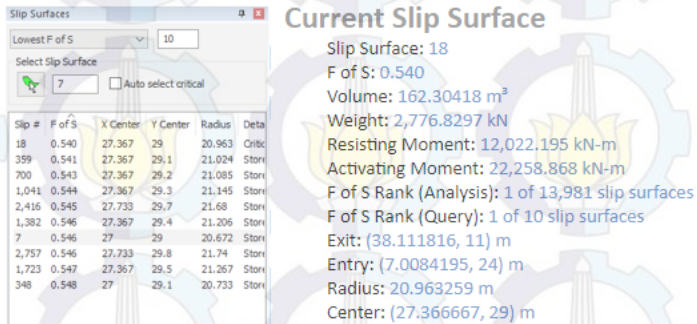 Slip Surfaces
Lowest F of S 10
Select Slip Surface
7 Auto select critical
Slip # F of S X Center Y Center Radius Deta
18 0.540 27.367 29 20.963 Critic
359 0.541 27.367 29.1 21.024 Store
700 0.543 27.367 29.2 21.085 Store
1,041 0.544 27.367 29.3 21.145 Store
2,416 0.545 27.733 29.7 21.68 Store
1,382 0.546 27.367 29.4 21.206 Store
7 0.546 27 29 20.672 Store
2,757 0.546 27.733 29.8 21.74 Store
1,723 0.547 27.367 29.5 21.267 Store
348 0.548 27 29.1 20.733 Store
Current Slip Surface
Slip Surface: 18
F of S: 0.540
Volume: 162.30418 m³
Weight: 2,776.8297 kN
Resisting Moment: 12,022.195 kN-m
Activating Moment: 22,258.868 kN-m
F of S Rank (Analysis): 1 of 13,981 slip surfaces
F of S Rank (Query): 1 of 10 slip surfaces
Exit: (38.111816, 11) m
Entry: (7.0084195, 24) m
Radius: 20.963259 m
Center: (27.366667, 29) m